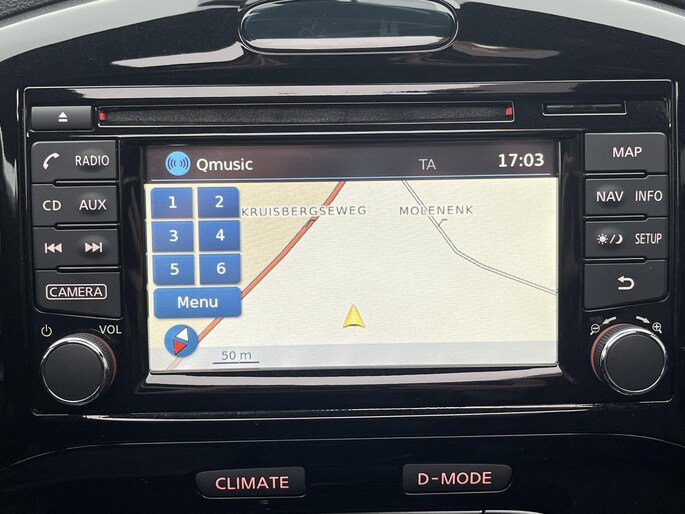 Qmusic TA 17:03
RADIO
CD AUX
CAMERA
VOL
1 2
3 4
5 6
Menu
KRUISBERGSEWEG MOLENENK
50 m
MAP
NAV INFO
SETUP
CLIMATE D-MODE